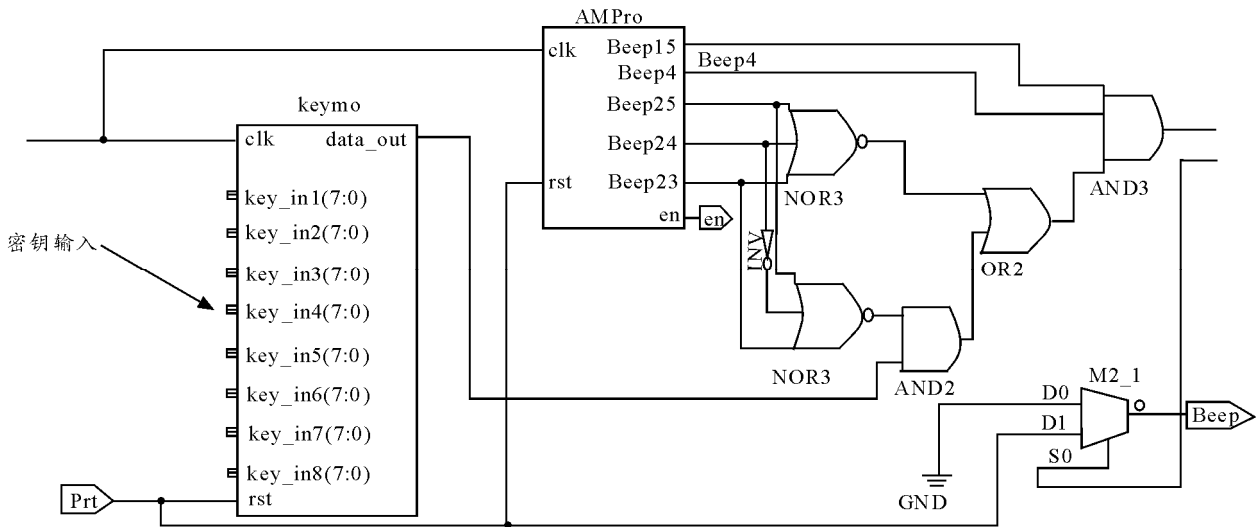 AMPro
clk
Beep15
Beep4
Beep4
Beep25
Beep24
rst
Beep23
en
en
keymo
clk
data_out
key_in1(7:0)
key_in2(7:0)
key_in3(7:0)
key_in4(7:0)
key_in5(7:0)
key_in6(7:0)
key_in7(7:0)
key_in8(7:0)
rst
密钥输入
Prt
NOR3
INV
NOR3
AND2
OR2
AND3
M2_1
D0
D1
S0
GND
Beep